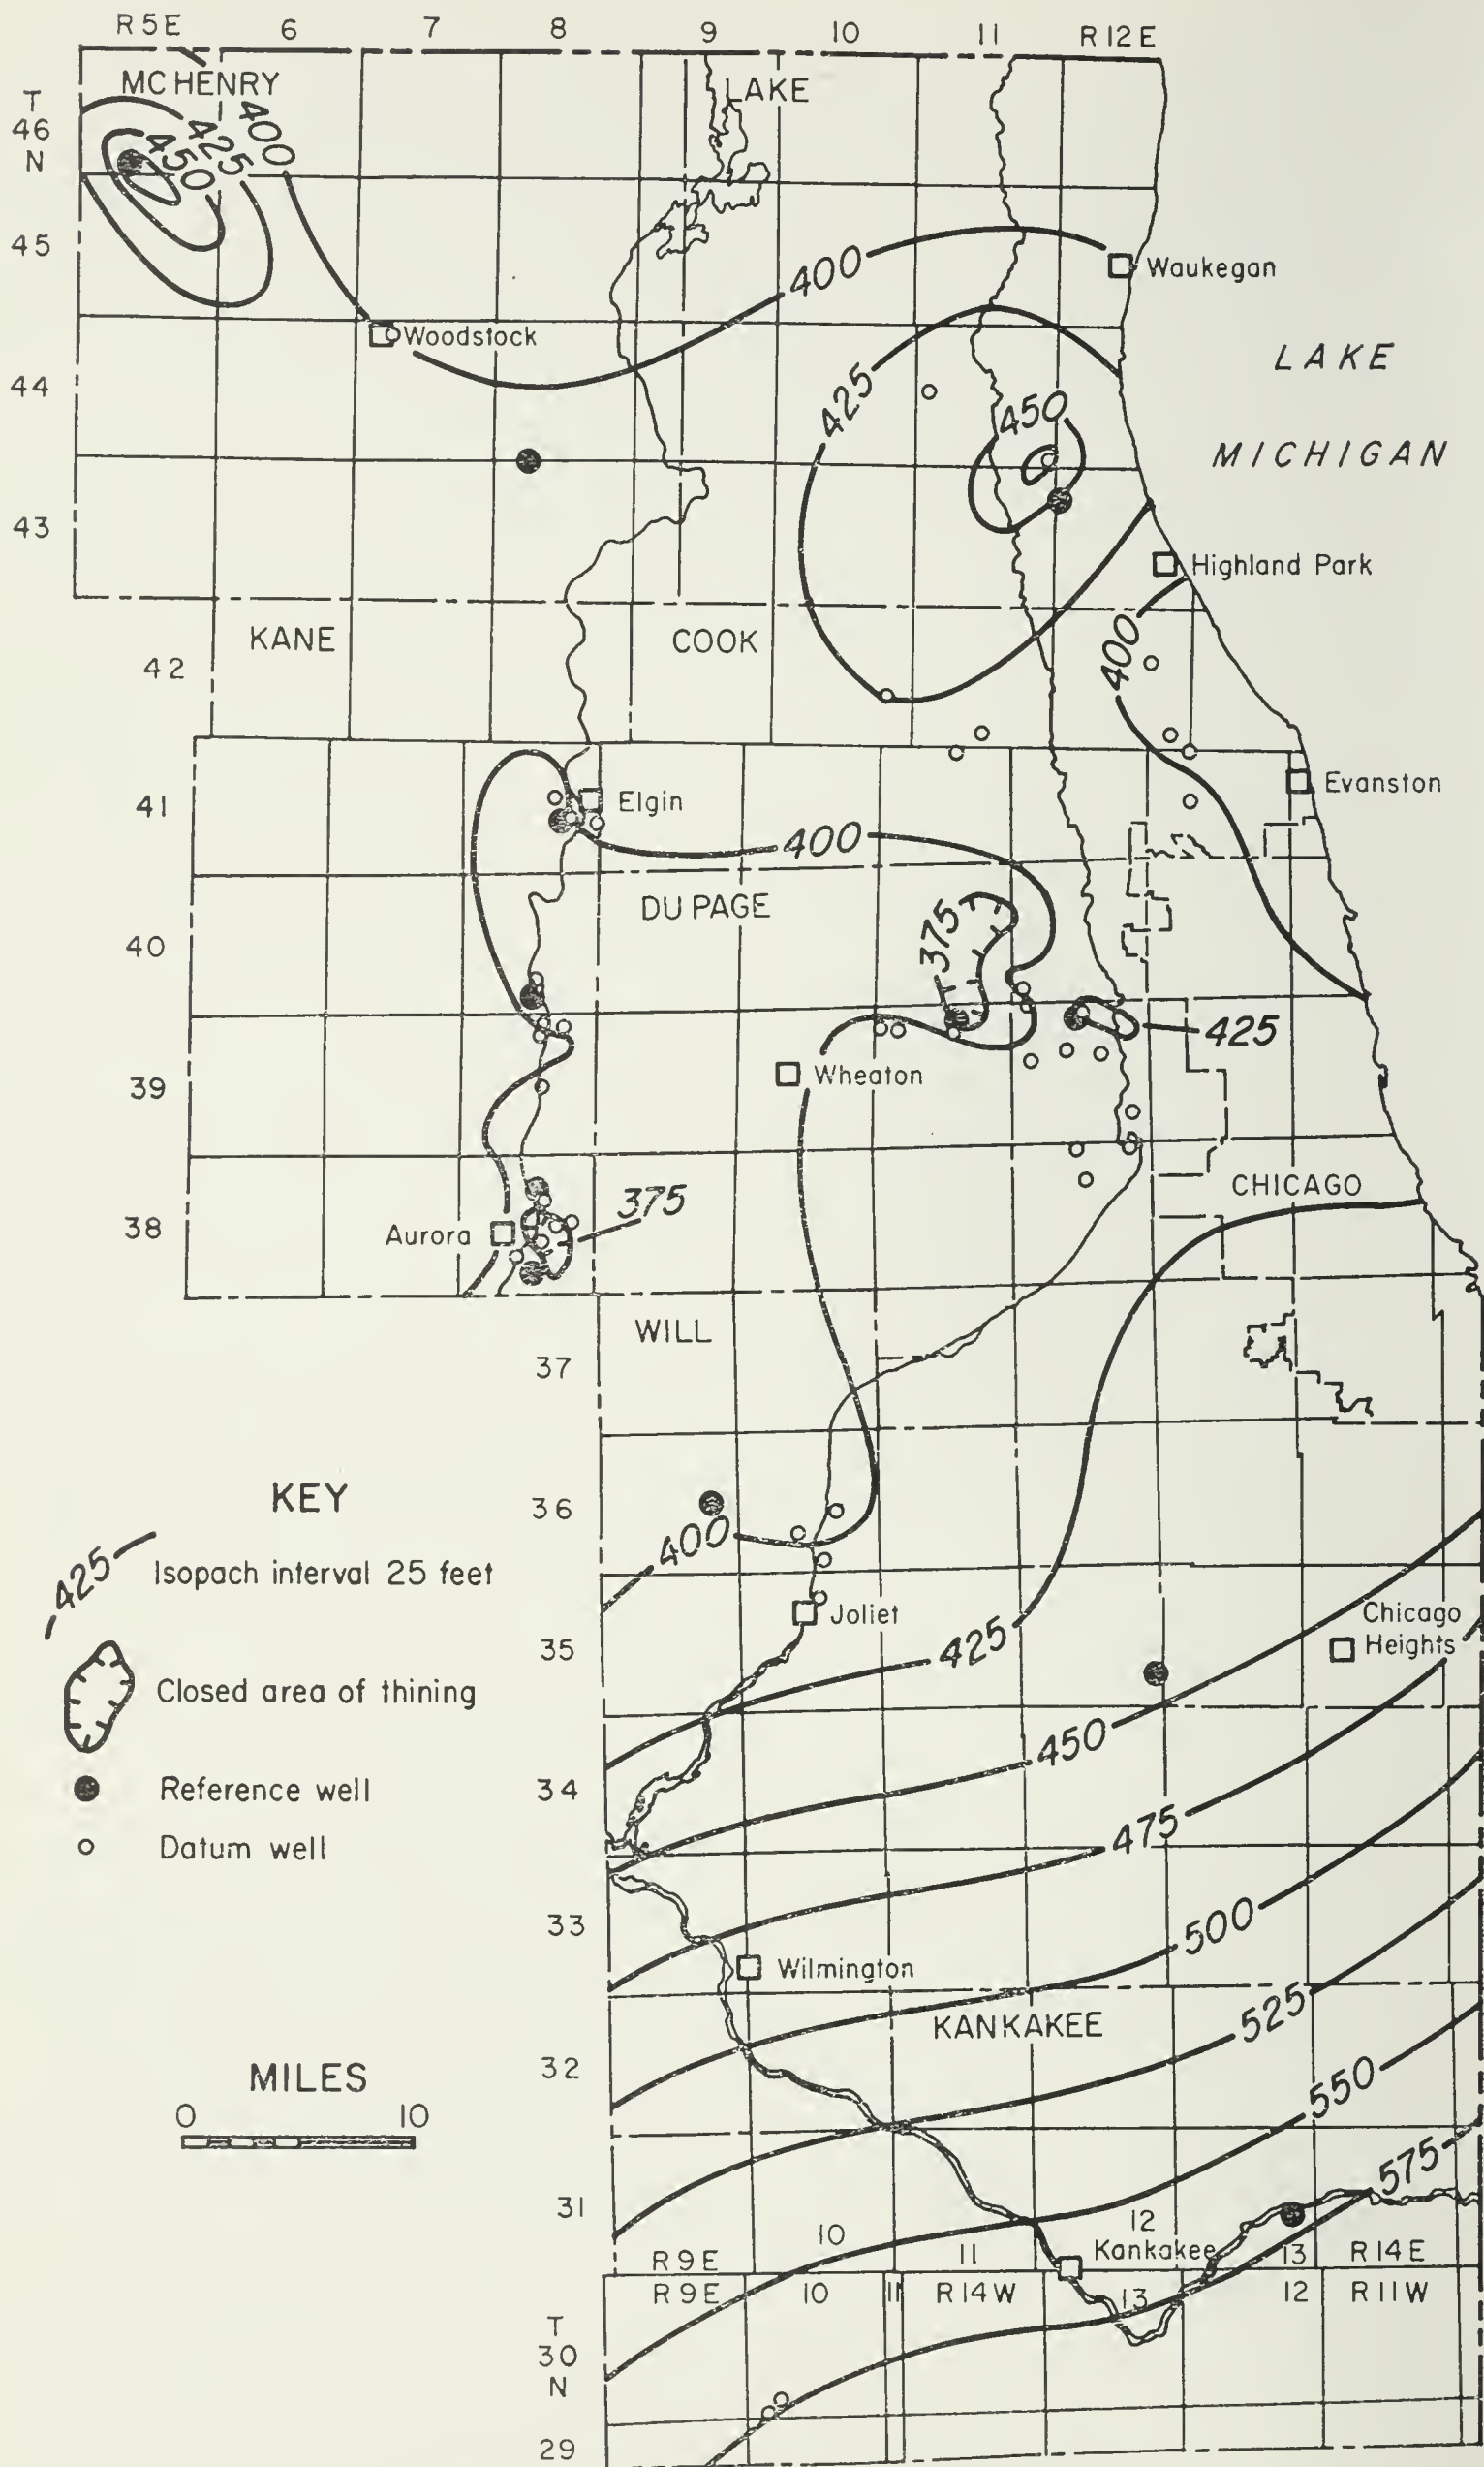 R5E 6 7 8 9 10 11 R12E
MCHENRY LAKE
T
46
N
400
425
450
45
400
Waukegan
Woodstock
LAKE
44
425
450
MICHIGAN
43
Highland Park
KANE COOK
42
400
41
Elgin
Evanston
400
DU PAGE
40
375
425
39
Wheaton
CHICAGO
38
375
Aurora
WILL
37
KEY
36
400
425
Isopach interval 25 feet
Joliet
Chicago
Heights
35
425
Closed area of thining
450
34
Reference well
475
Datum well
33
500
Wilmington
KANKAKEE
525
MILES
32
550
0 10
575
31
10 12
Kankakee
R9E 11 13 R14E
R9E 10 11 R14W 13 12 R11W
T
30
N
29